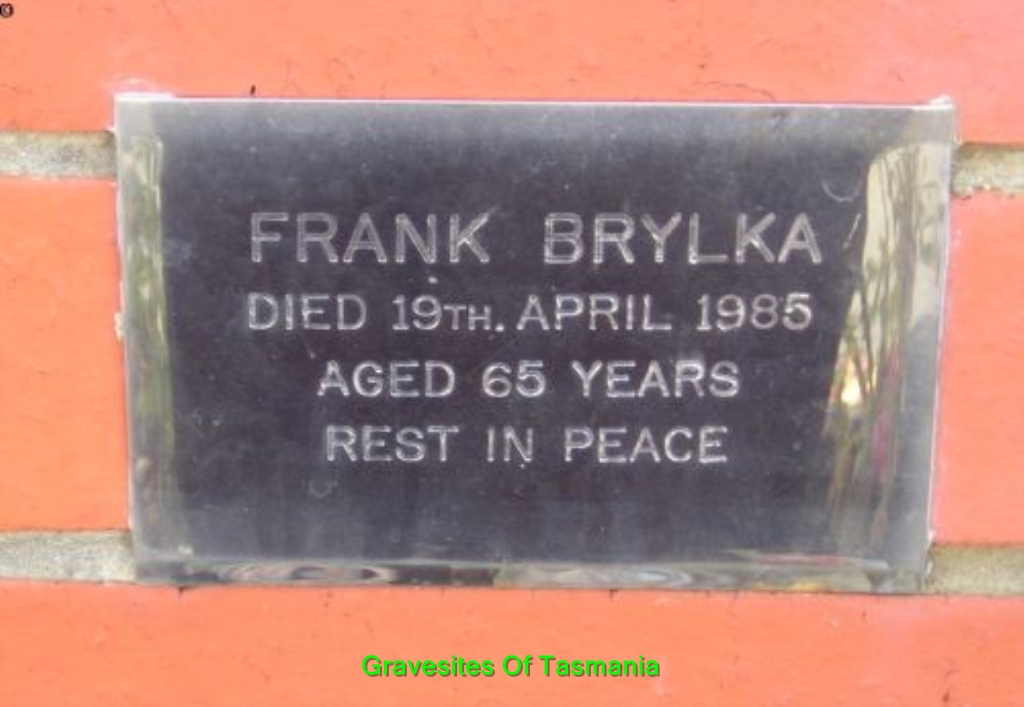 FRANK BRYLKA
DIED 19TH. APRIL 1985
AGED 65 YEARS
REST IN PEACE
Gravesites Of Tasmania